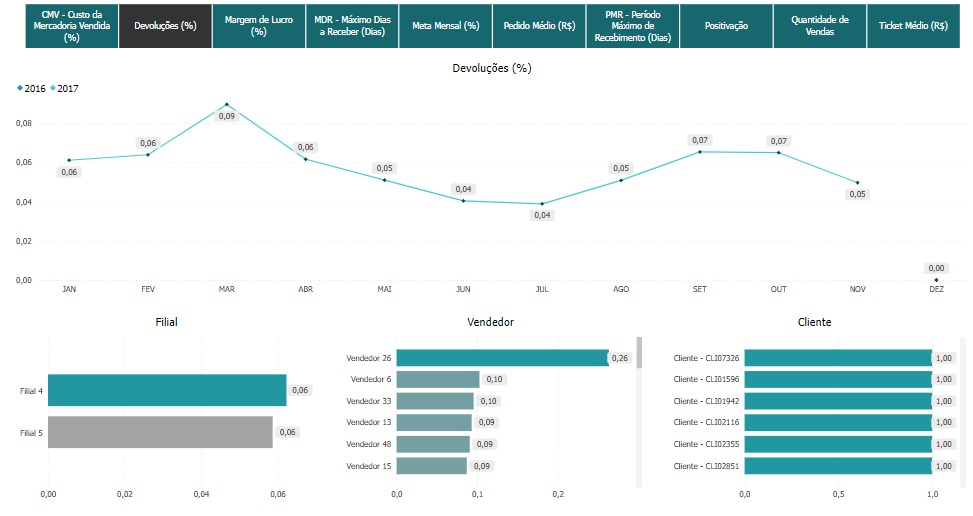 CMV - Custo da
Mercadoria Vendida
(%)
Devoluções (%)
Margem de Lucro
(%)
MDR - Máximo Dias
a Receber (Dias)
Meta Mensal (%)
Pedido Médio (R$)
PMR - Período
Máximo de
Recebimento (Dias)
Positivação
Quantidade de
Vendas
Ticket Médio (R$)
Devoluções (%)
2016 2017
0,08
0,06
0,04
0,02
0,00
0,06
0,06
0,09
0,06
0,05
0,04
0,04
0,05
0,07
0,07
0,05
0,00
JAN FEV MAR ABR MAI JUN JUL AGO SET OUT NOV DEZ
Filial
Filial 4 0,06
Filial 5 0,06
0,00 0,02 0,04 0,06
Vendedor
Vendedor 26 0,26
Vendedor 6 0,10
Vendedor 33 0,10
Vendedor 13 0,09
Vendedor 48 0,09
Vendedor 15 0,09
0,0 0,1 0,2
Cliente
Cliente - CLI07326 1,00
Cliente - CLI01596 1,00
Cliente - CLI01942 1,00
Cliente - CLI02116 1,00
Cliente - CLI02355 1,00
Cliente - CLI02851 1,00
0,0 0,5 1,0